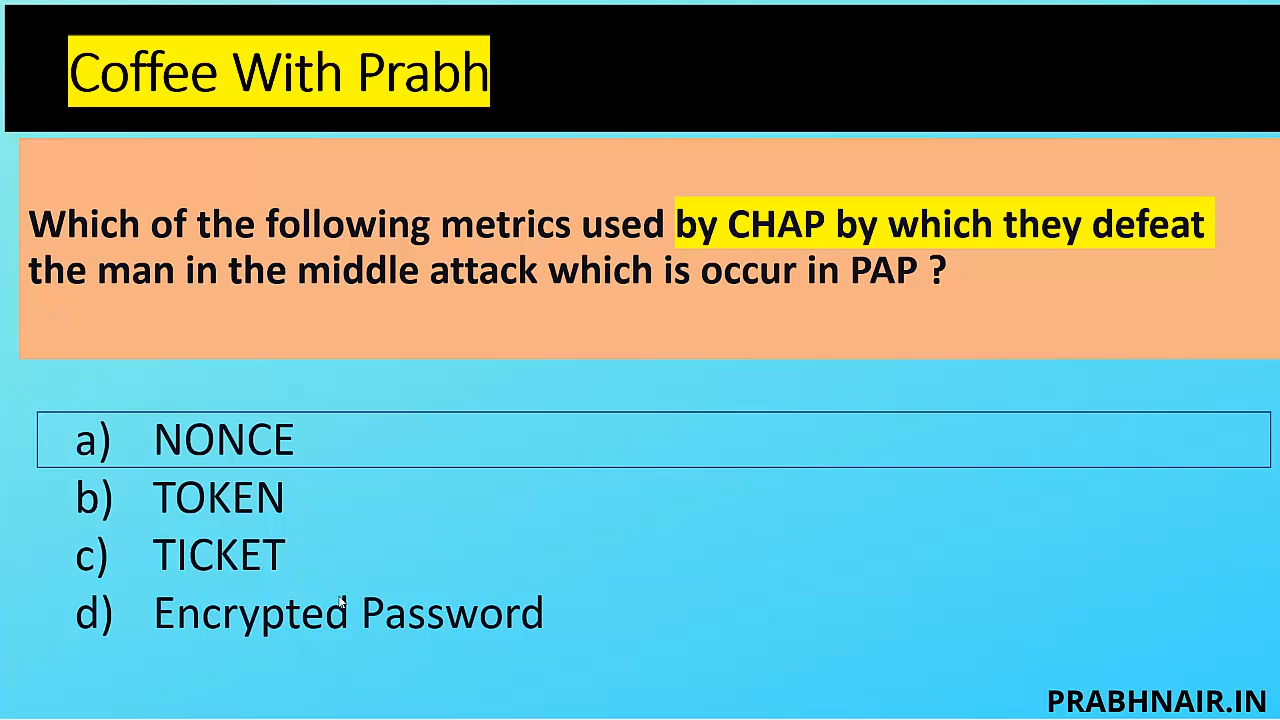 Coffee With Prabh
Which of the following metrics used by CHAP by which they defeat
the man in the middle attack which is occur in PAP ?
a) NONCE
b) TOKEN
c) TICKET
d) Encrypted Password
PRABHNAIR.IN